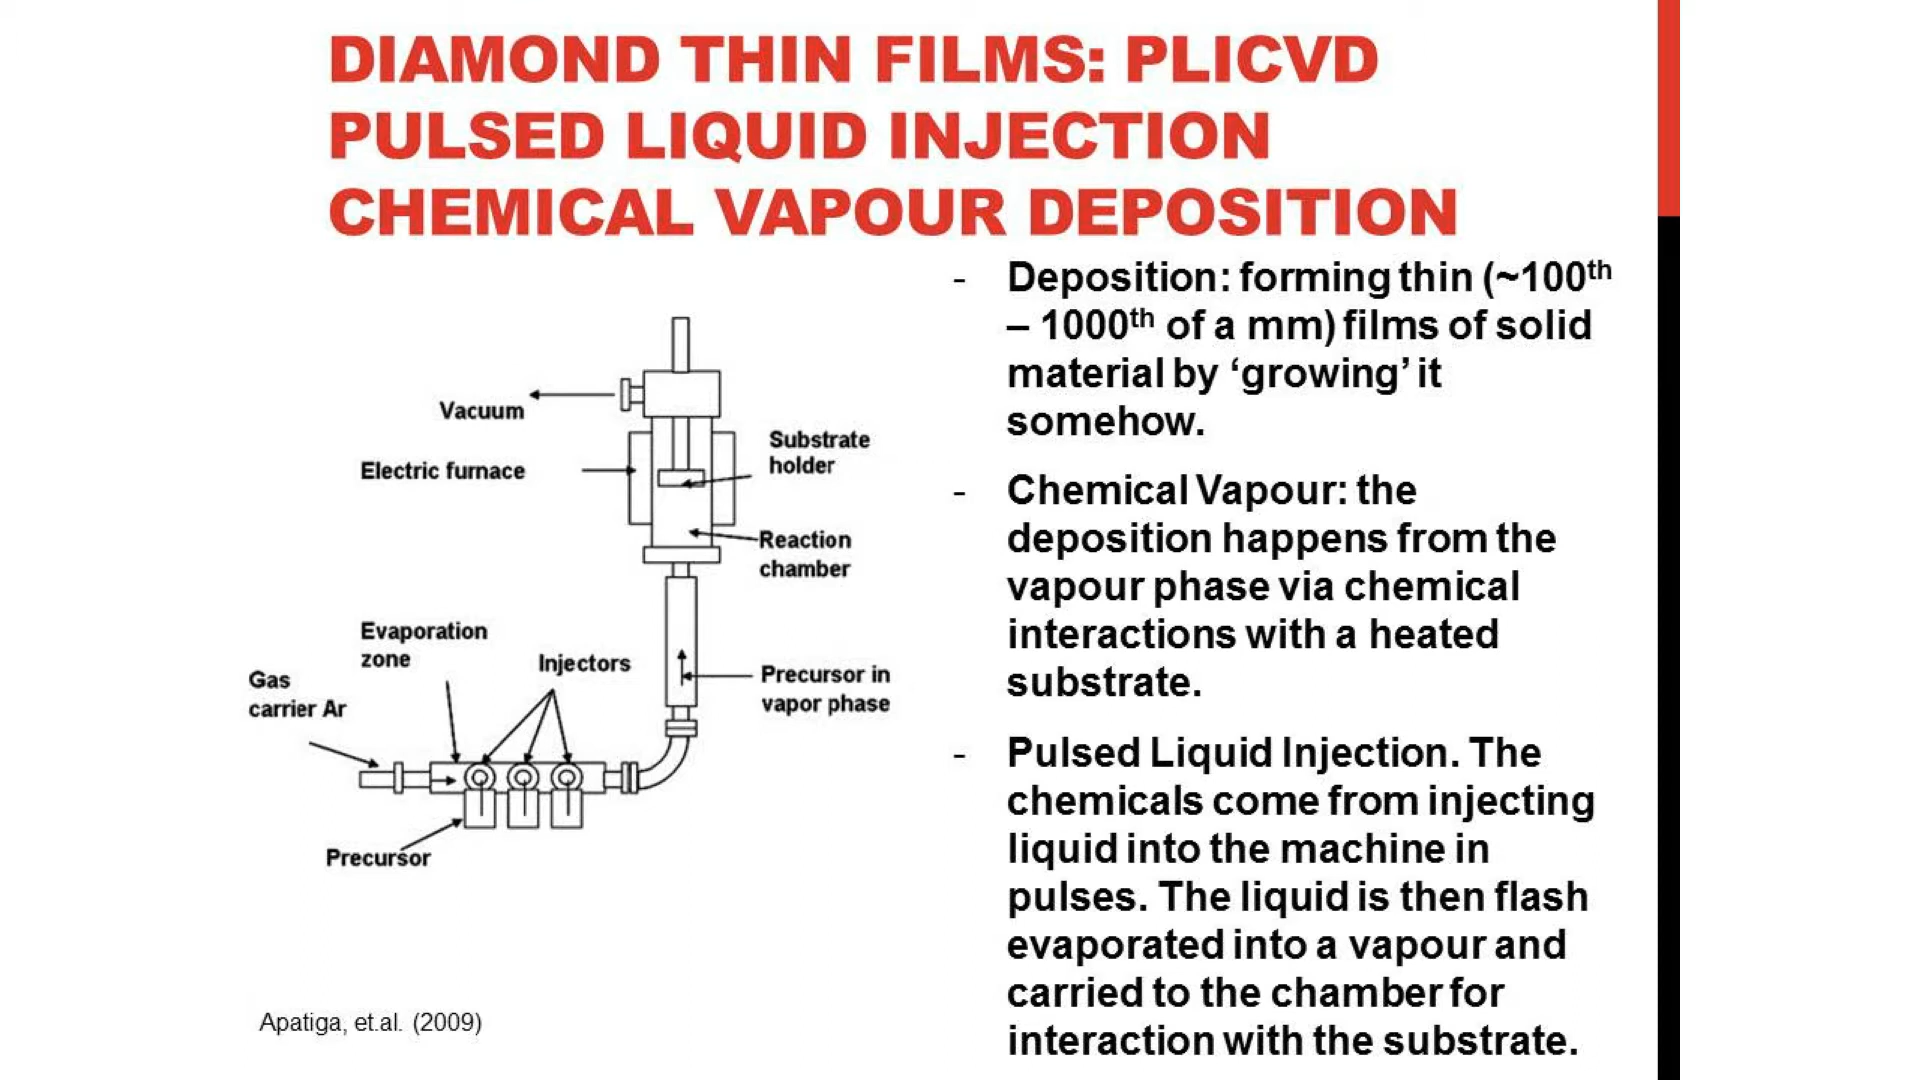 DIAMOND THIN FILMS: PLICVD
PULSED LIQUID INJECTION
CHEMICAL VAPOUR DEPOSITION
Vacuum
Electric furnace
Substrate
holder
Reaction
chamber
Evaporation
zone
Injectors
Gas
carrier Ar
Precursor in
vapor phase
Precursor
Apatiga, et.al. (2009)
- Deposition: forming thin (~100th
– 1000th of a mm) films of solid
material by ‘growing’ it
somehow.
- Chemical Vapour: the
deposition happens from the
vapour phase via chemical
interactions with a heated
substrate.
- Pulsed Liquid Injection. The
chemicals come from injecting
liquid into the machine in
pulses. The liquid is then flash
evaporated into a vapour and
carried to the chamber for
interaction with the substrate.